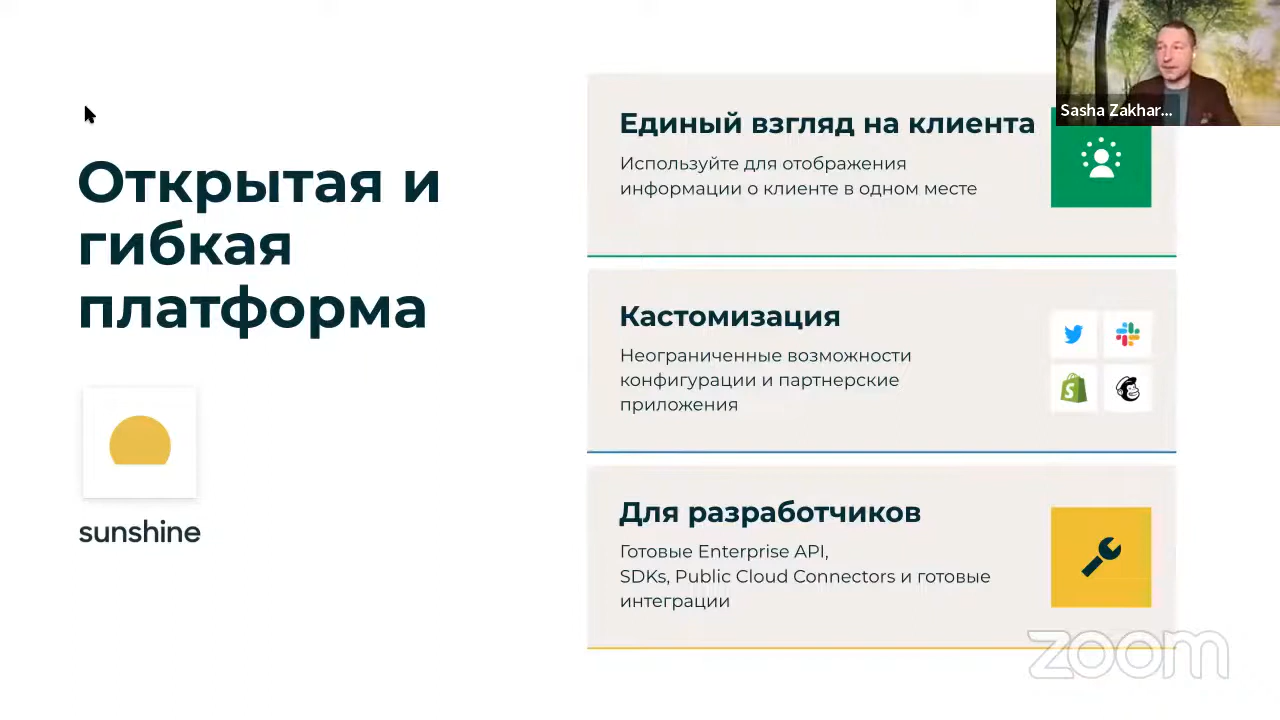 Открытая и
гибкая
платформа
sunshine
Единый взгляд на клиента
Используйте для отображения
информации о клиенте в одном месте
Кастомизация
Неограниченные возможности
конфигурации и партнерские
приложения
Для разработчиков
Готовые Enterprise API,
SDKs, Public Cloud Connectors и готовые
интеграции
Sasha Zakhar...
zoom